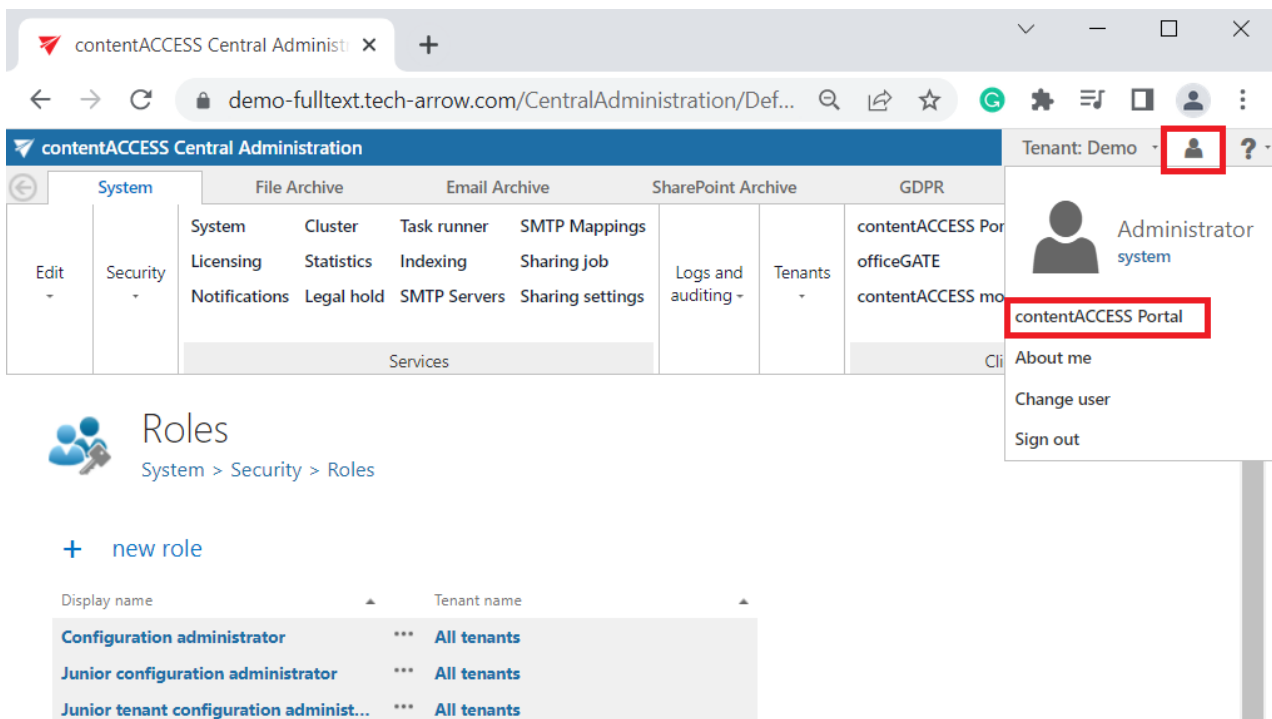 contentACCESS Central Administ
demo-fulltext.tech-arrow.com/CentralAdministration/Def...
contentACCESS Central Administration
Tenant: Demo
?
System File Archive Email Archive SharePoint Archive GDPR
Edit
Security
System Cluster Task runner SMTP Mappings
Licensing Statistics Indexing Sharing job
Notifications Legal hold SMTP Servers Sharing settings
Services
Logs and
auditing
Tenants
contentACCESS Por
officeGATE
contentACCESS mo
Cli
Administrator
system
contentACCESS Portal
About me
Change user
Sign out
Roles
System > Security > Roles
+ new role
Display name Tenant name
Configuration administrator ... All tenants
Junior configuration administrator ... All tenants
Junior tenant configuration administ... ... All tenants